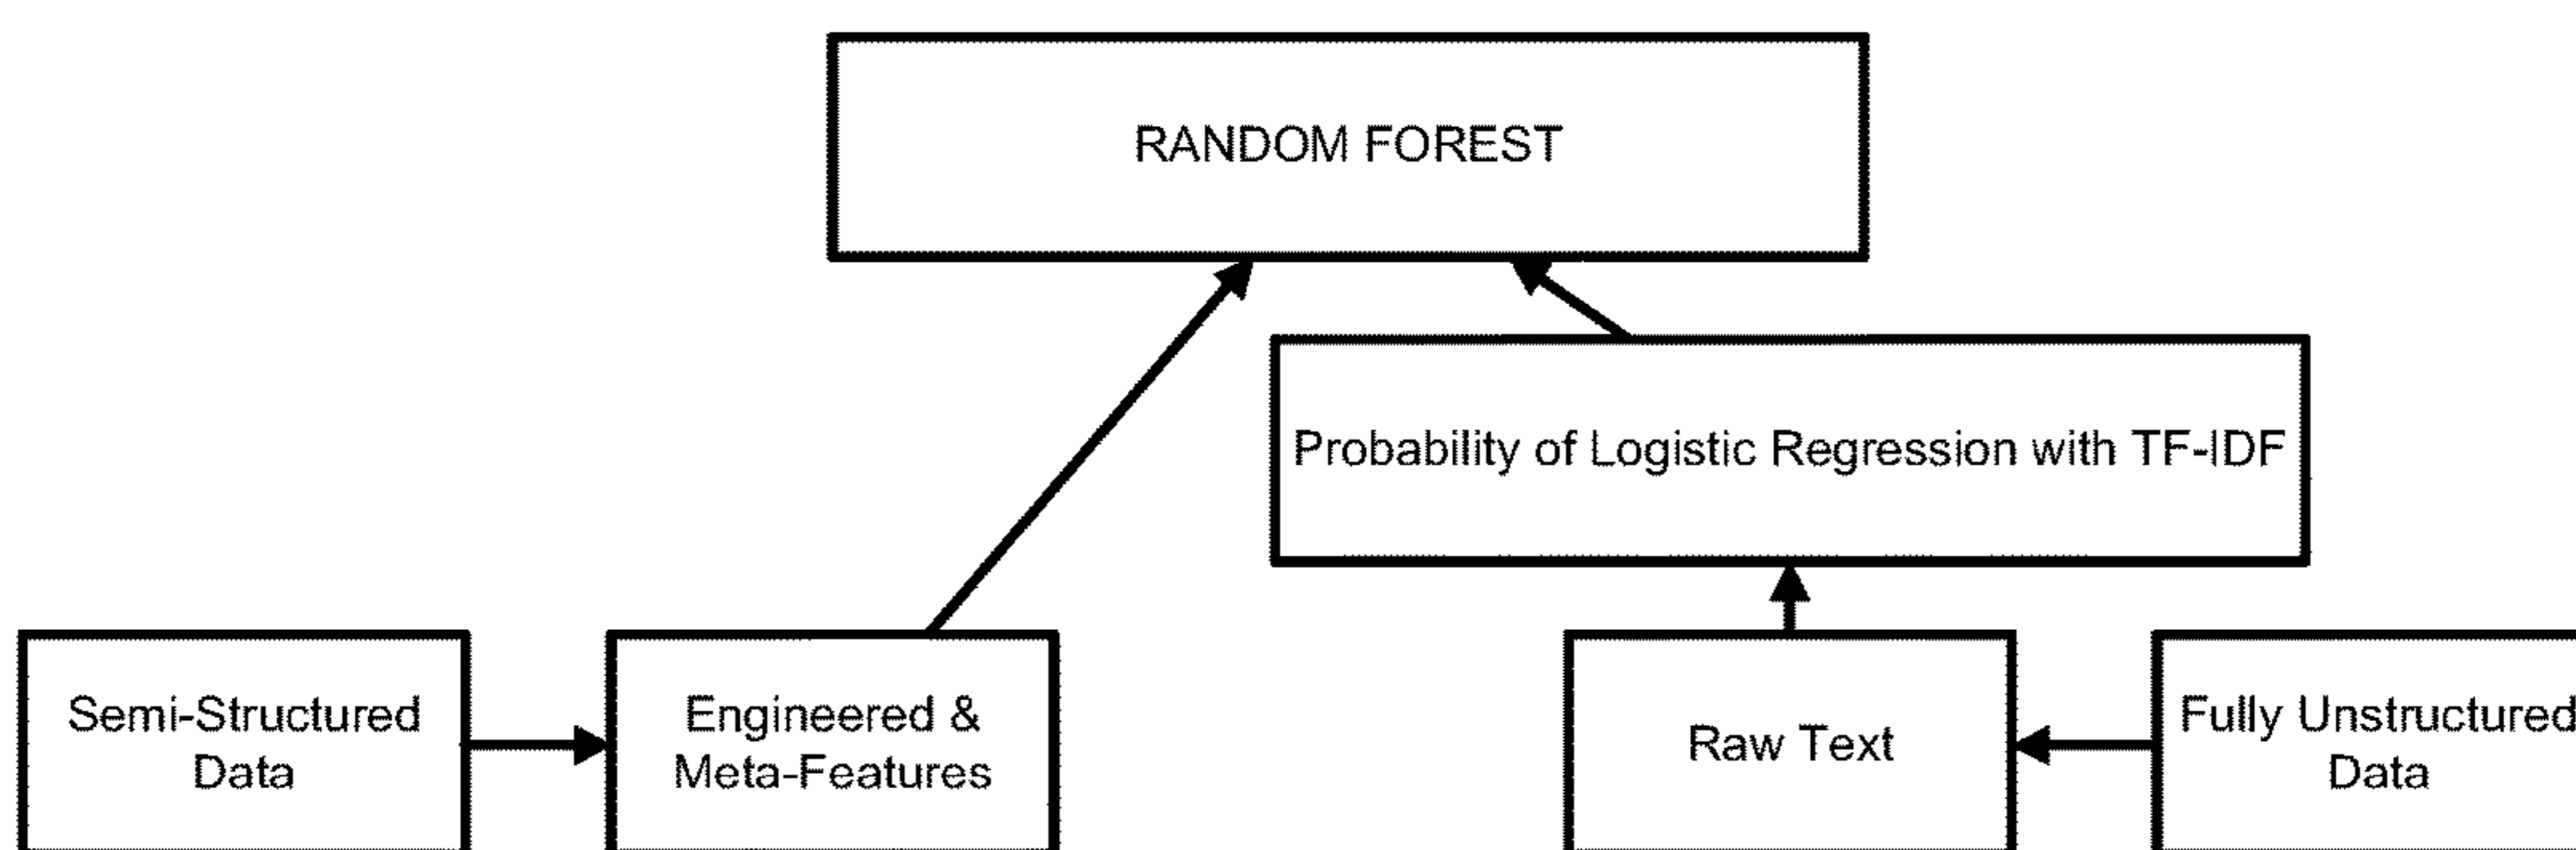 RANDOM FOREST
Probability of Logistic Regression with TF-IDF
Semi-Structured
Data
Engineered &
Meta-Features
Raw Text
Fully Unstructured
Data